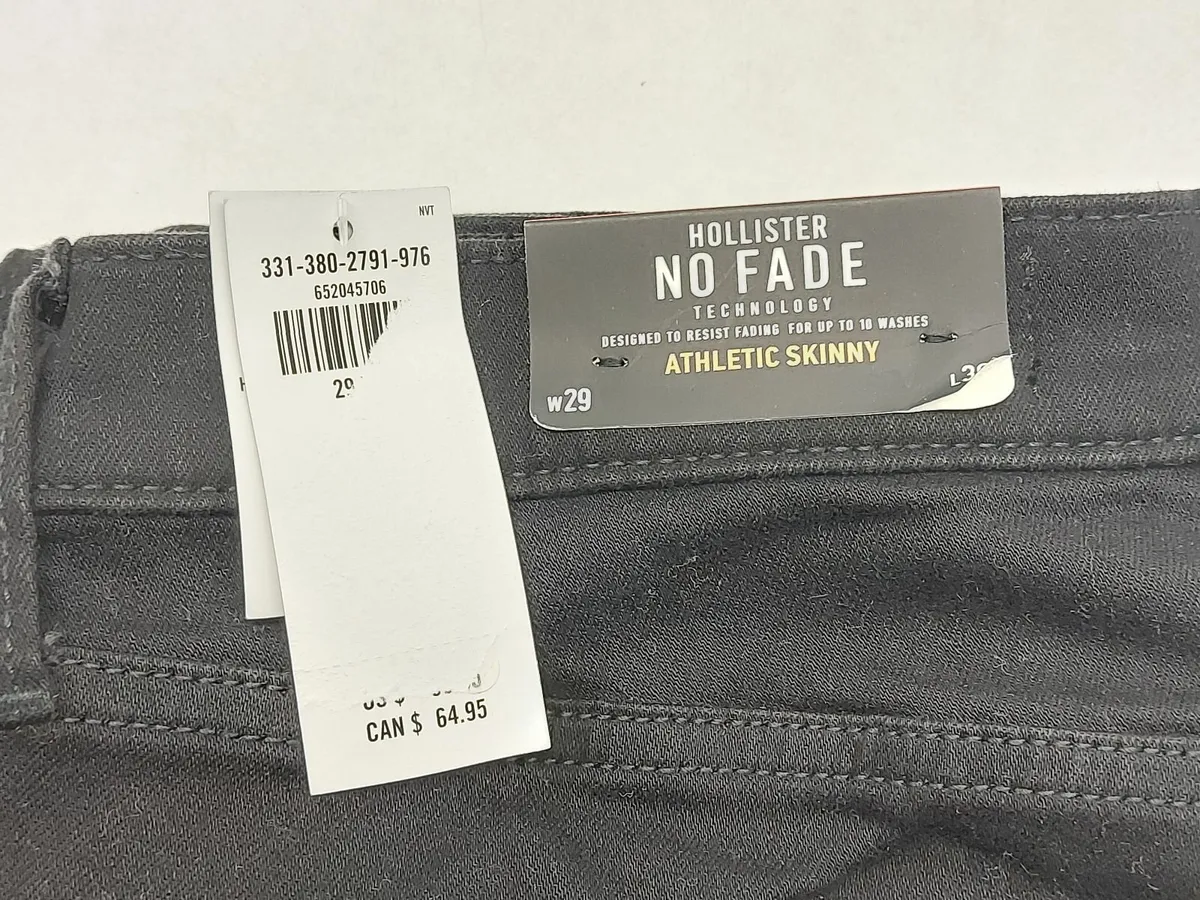 NVT
331-380-2791-976
652045706
29
CAN $ 64.95
HOLLISTER
NO FADE
TECHNOLOGY
DESIGNED TO RESIST FADING FOR UP TO 10 WASHES
ATHLETIC SKINNY
W29